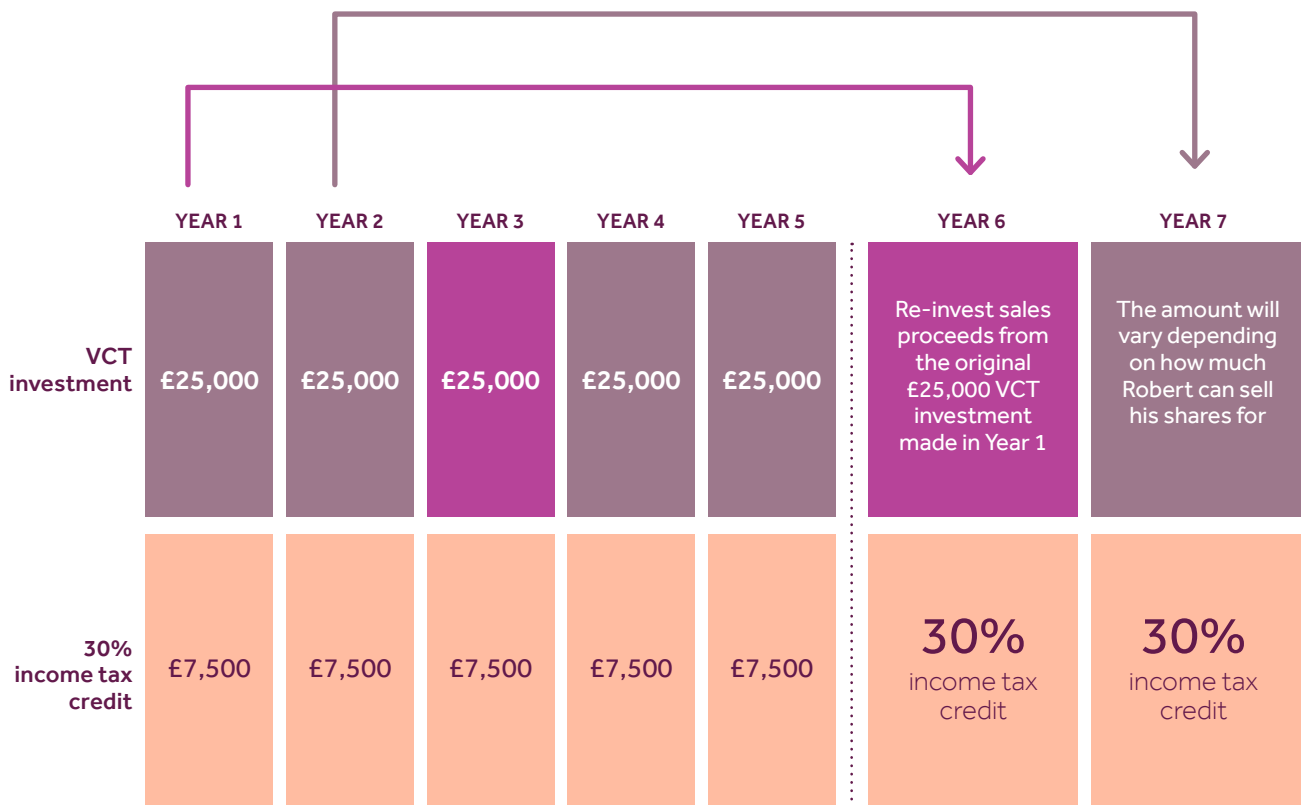 YEAR 1
YEAR 2
YEAR 3
YEAR 4
YEAR 5
YEAR 6
YEAR 7
VCT
investment
£25,000
£25,000
£25,000
£25,000
£25,000
Re-invest sales
proceeds from
the original
£25,000 VCT
investment
made in Year 1
The amount will
vary depending
on how much
Robert can sell
his shares for
30%
income tax
credit
£7,500
£7,500
£7,500
£7,500
£7,500
30%
income tax
credit
30%
income tax
credit